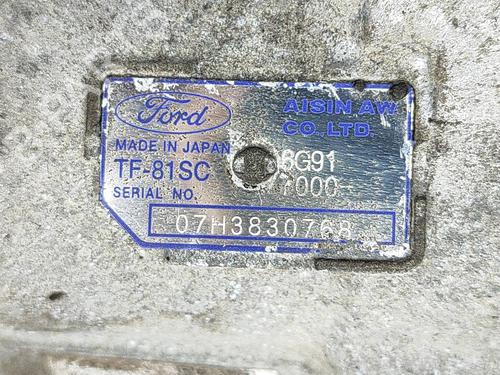 Ford
AISIN AW
CO. LTD.
MADE IN JAPAN
TF-81SC
6G91
7000-
SERIAL NO.
07H3830768